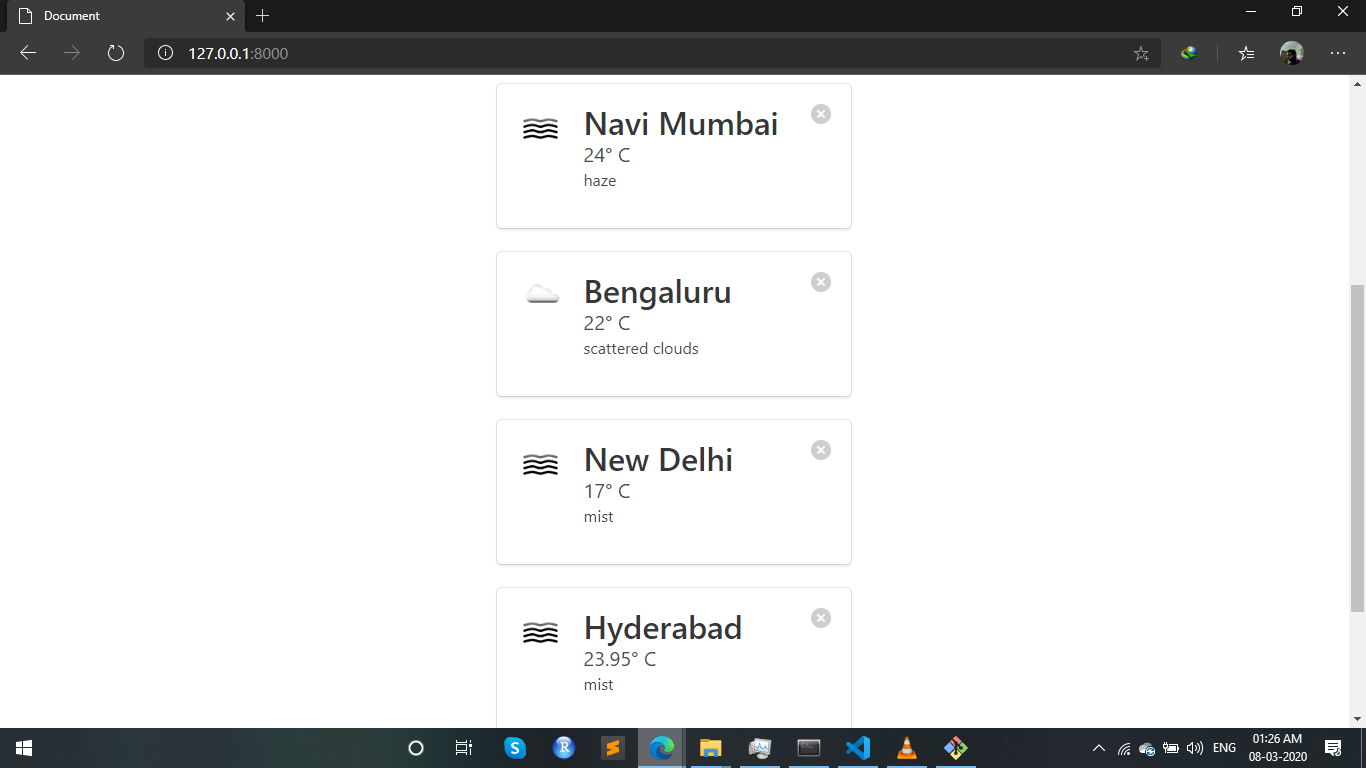 Document
127.0.0.1:8000
Navi Mumbai
24° C
haze
Bengaluru
22° C
scattered clouds
New Delhi
17° C
mist
Hyderabad
23.95° C
mist
S
R
ENG
01:26 AM
08-03-2020